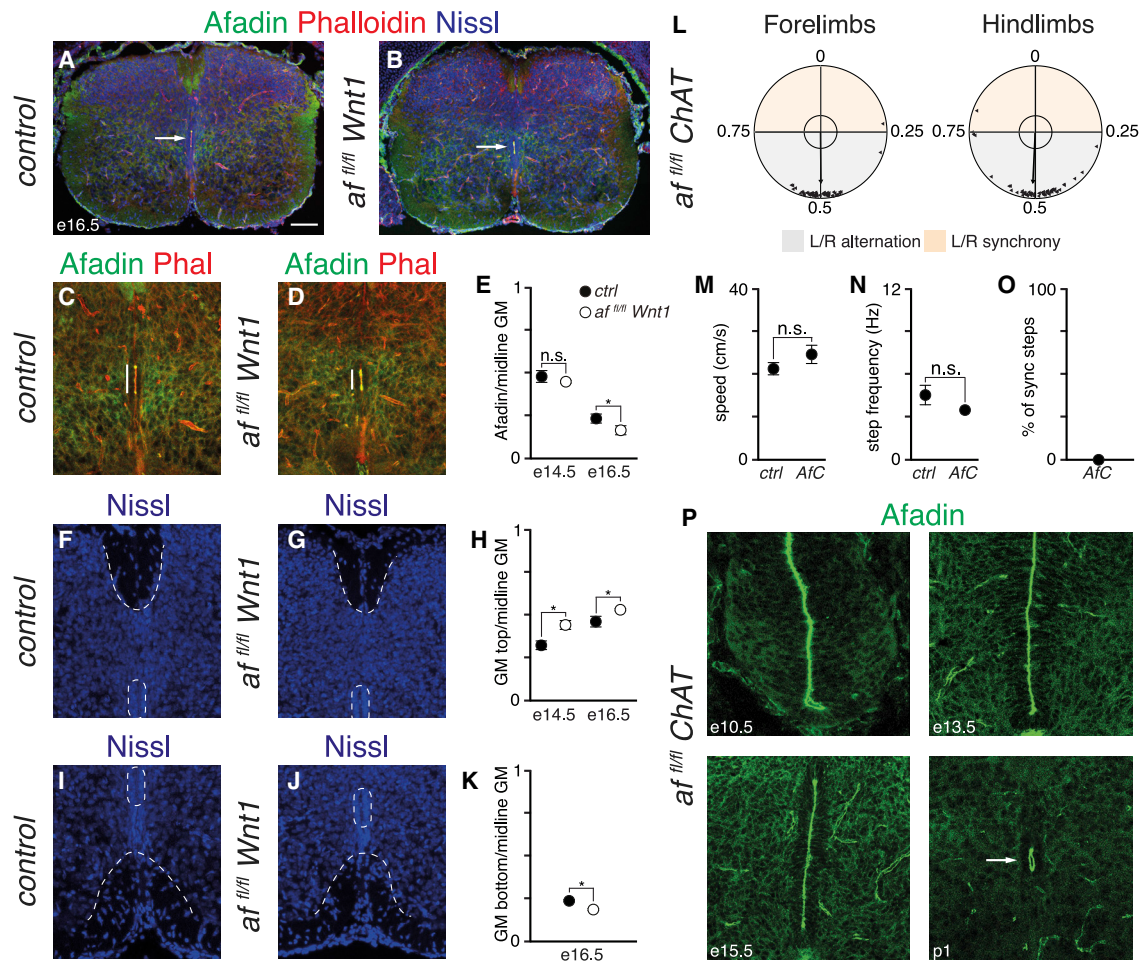 Afadin Phalloidin Nissl
control
A
e16.5
af fl/fl Wnt1
B
L
Forelimbs
Hindlimbs
af fl/fl ChAT
0
0.75
0.25
0.5
0
0.75
0.25
0.5
L/R alternation
L/R synchrony
Afadin Phal
Afadin Phal
control
C
af fl/fl Wnt1
D
E
Afadin/midline GM
1
0
ctrl
af fl/fl Wnt1
n.s.
*
e14.5
e16.5
M
speed (cm/s)
40
0
n.s.
ctrl
AfC
N
step frequency (Hz)
12
0
n.s.
ctrl
AfC
O
% of sync steps
100
0
AfC
Nissl
Nissl
control
F
af fl/fl Wnt1
G
H
GM top/midline GM
1
0
*
*
e14.5
e16.5
Nissl
Nissl
control
I
af fl/fl Wnt1
J
K
GM bottom/midline GM
1
0
*
e16.5
P
Afadin
af fl/fl ChAT
e10.5
e13.5
e15.5
p1